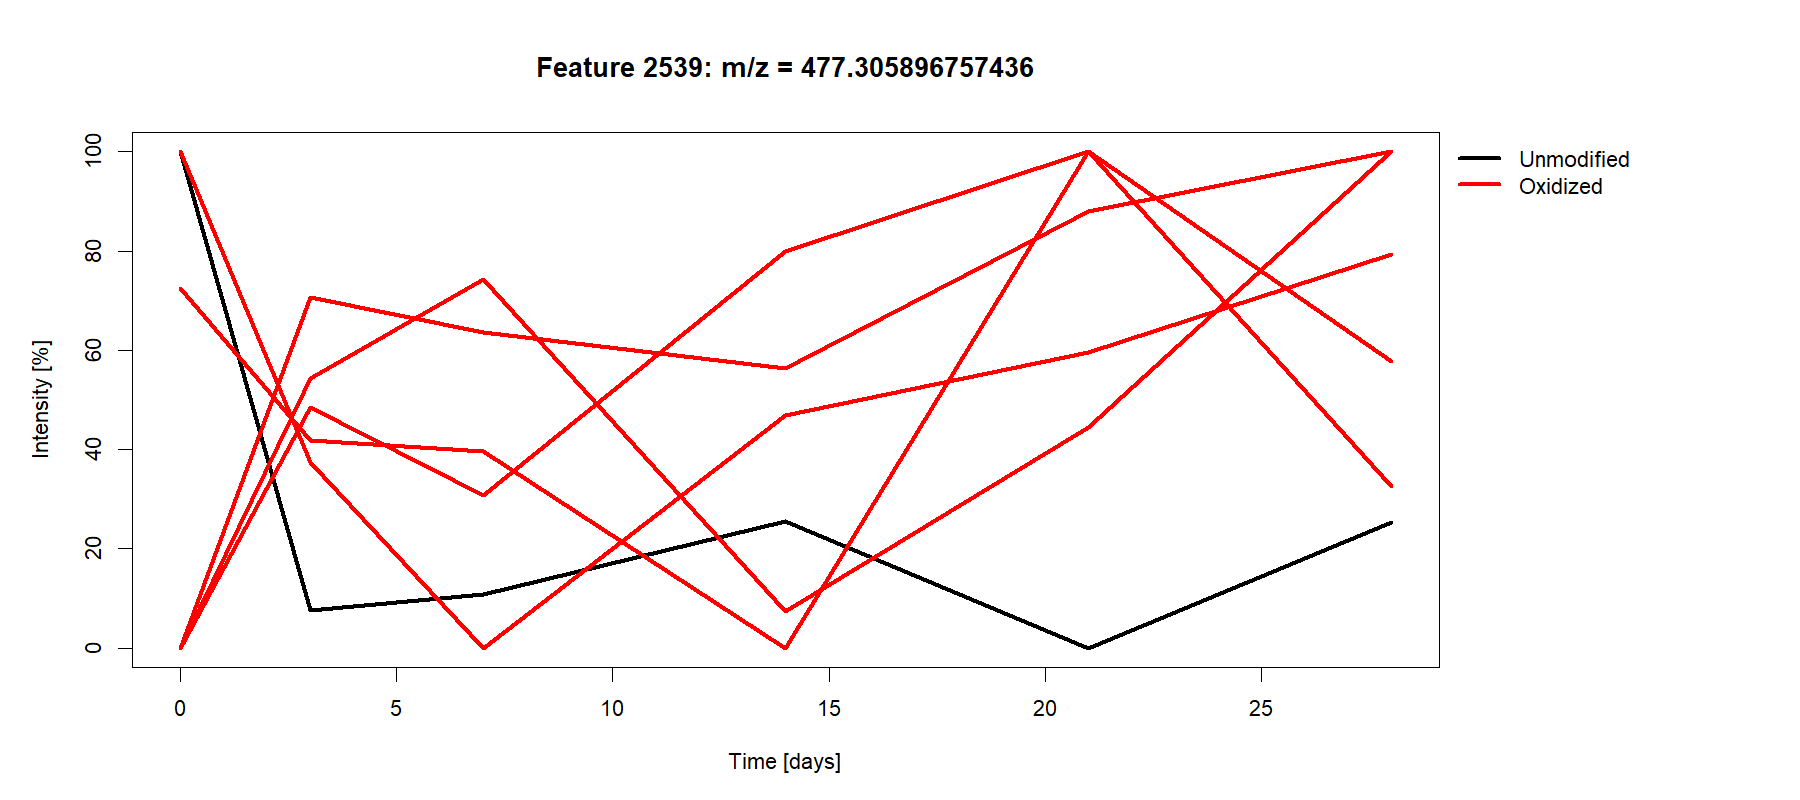 Feature 2539: m/z = 477.305896757436
Unmodified
Oxidized
Intensity [%]
100
80
60
40
20
0
0 5 10 15 20 25
Time [days]